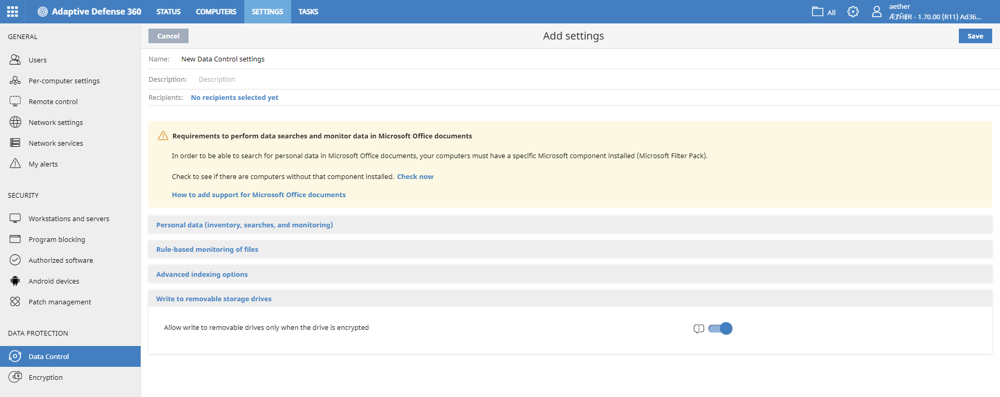 Adaptive Defense 360
STATUS
COMPUTERS
SETTINGS
TASKS
All
aether
- 1.70.00 (R11) Ad36...
GENERAL
Users
Per-computer settings
Remote control
Network settings
Network services
My alerts
SECURITY
Workstations and servers
Program blocking
Authorized software
Android devices
Patch management
DATA PROTECTION
Data Control
Encryption
Cancel
Add settings
Save
Name: New Data Control settings
Description: Description
Recipients: No recipients selected yet
Requirements to perform data searches and monitor data in Microsoft Office documents
In order to be able to search for personal data in Microsoft Office documents, your computers must have a specific Microsoft component installed (Microsoft Filter Pack).
Check to see if there are computers without that component installed. Check now
How to add support for Microsoft Office documents
Personal data (inventory, searches, and monitoring)
Rule-based monitoring of files
Advanced indexing options
Write to removable storage drives
Allow write to removable drives only when the drive is encrypted